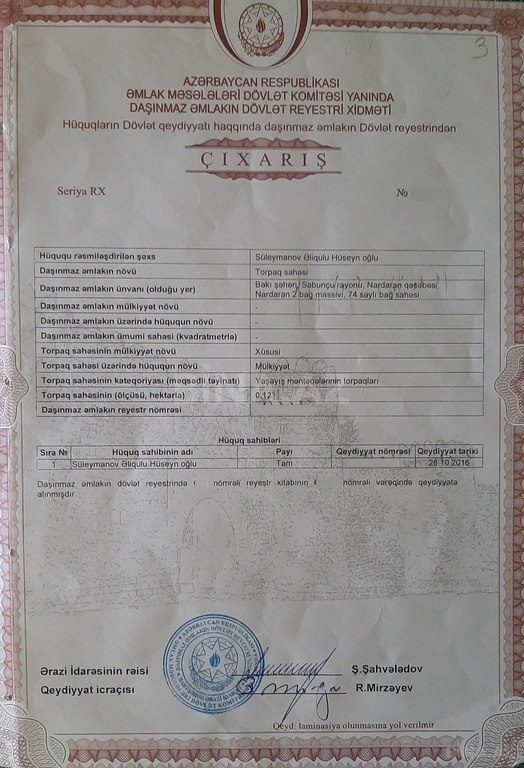 3
AZƏRBAYCAN RESPUBLİKASI
ƏMLAK MƏSƏLƏLƏRİ DÖVLƏT KOMİTƏSİ YANINDA
DAŞINMAZ ƏMLAKIN DÖVLƏT REYESTRİ XİDMƏTİ
Hüquqların Dövlət qeydiyyatı haqqında daşınmaz əmlakın Dövlət reyestrindən
ÇIXARIŞ
Seriya RX №
Hüququ rəsmiləşdirilən şəxs Süleymanov Əliqulu Hüseyn oğlu
Daşınmaz əmlakın növü Torpaq sahəsi
Daşınmaz əmlakın ünvanı (olduğu yer) Bakı şəhəri, Sabunçu rayonu, Nardaran qəsəbəsi,
Nardaran 2 bağ massivi, 74 saylı bağ sahəsi
Daşınmaz əmlakın mülkiyyət növü -
Daşınmaz əmlakın üzərində hüququn növü -
Daşınmaz əmlakın ümumi sahəsi (kvadratmetrlə) -
Torpaq sahəsinin mülkiyyət növü Xüsusi
Torpaq sahəsi üzərində hüququn növü Mülkiyyət
Torpaq sahəsinin kateqoriyası (məqsədli təyinatı) Yaşayış məntəqələrinin torpaqları
Torpaq sahəsinin (ölçüsü, hektarla) 0.121
Daşınmaz əmlakın reyestr nömrəsi
Hüquq sahibləri
Sıra № Hüquq sahibinin adı Payı Qeydiyyat nömrəsi Qeydiyyat tarixi
1 Süleymanov Əliqulu Hüseyn oğlu Tam 28.10.2016
Daşınmaz əmlakın dövlət reyestrində nömrəli reyestr kitabının nömrəli vərəqində qeydiyyata
alınmışdır.
Ərazi İdarəsinin rəisi Ş.Şahvələdov
Qeydiyyat icraçısı R.Mirzəyev
Qeyd: laminasiya olunmasına yol verilmir